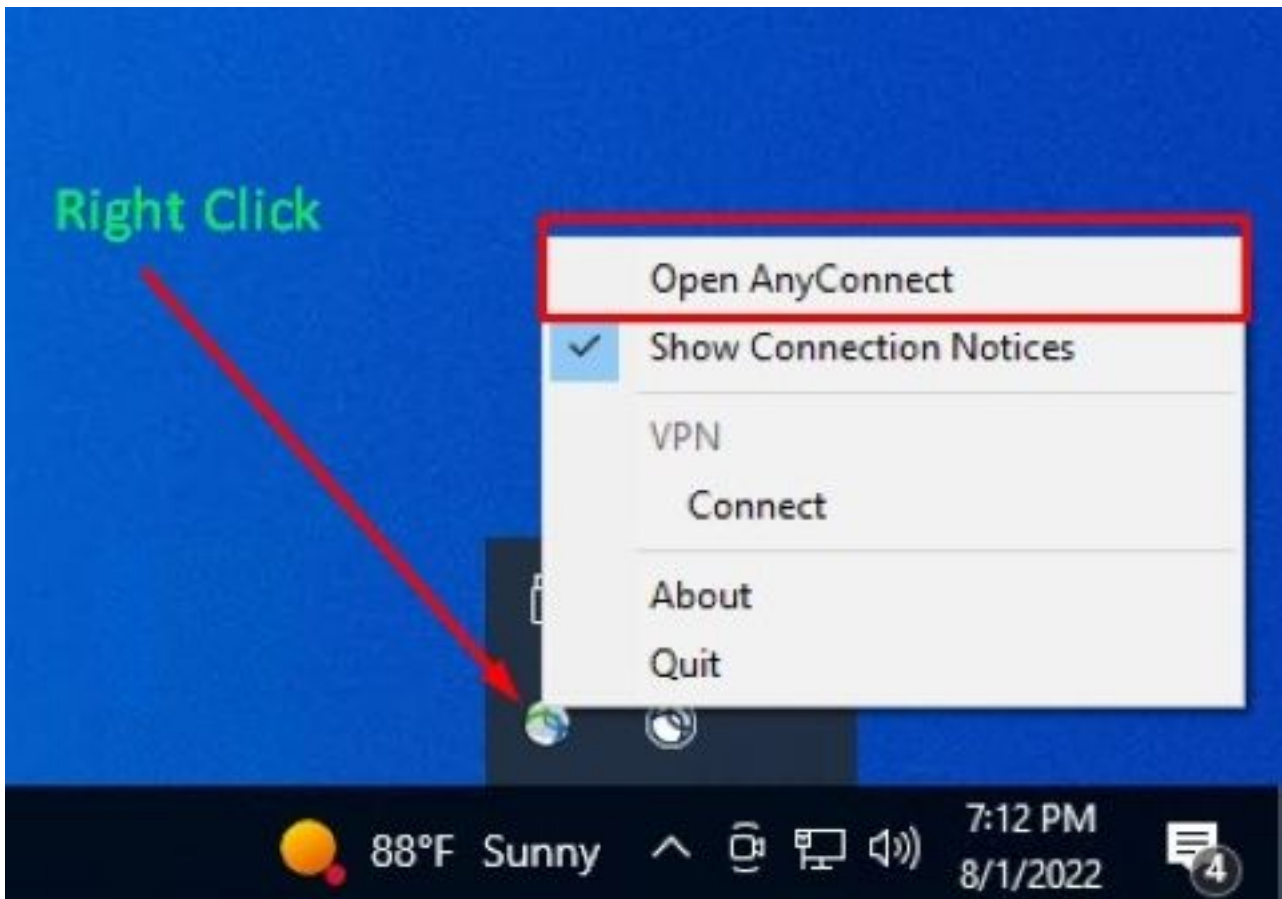 Right Click
Open AnyConnect
Show Connection Notices
VPN
Connect
About
Quit
88°F Sunny
7:12 PM
8/1/2022
4